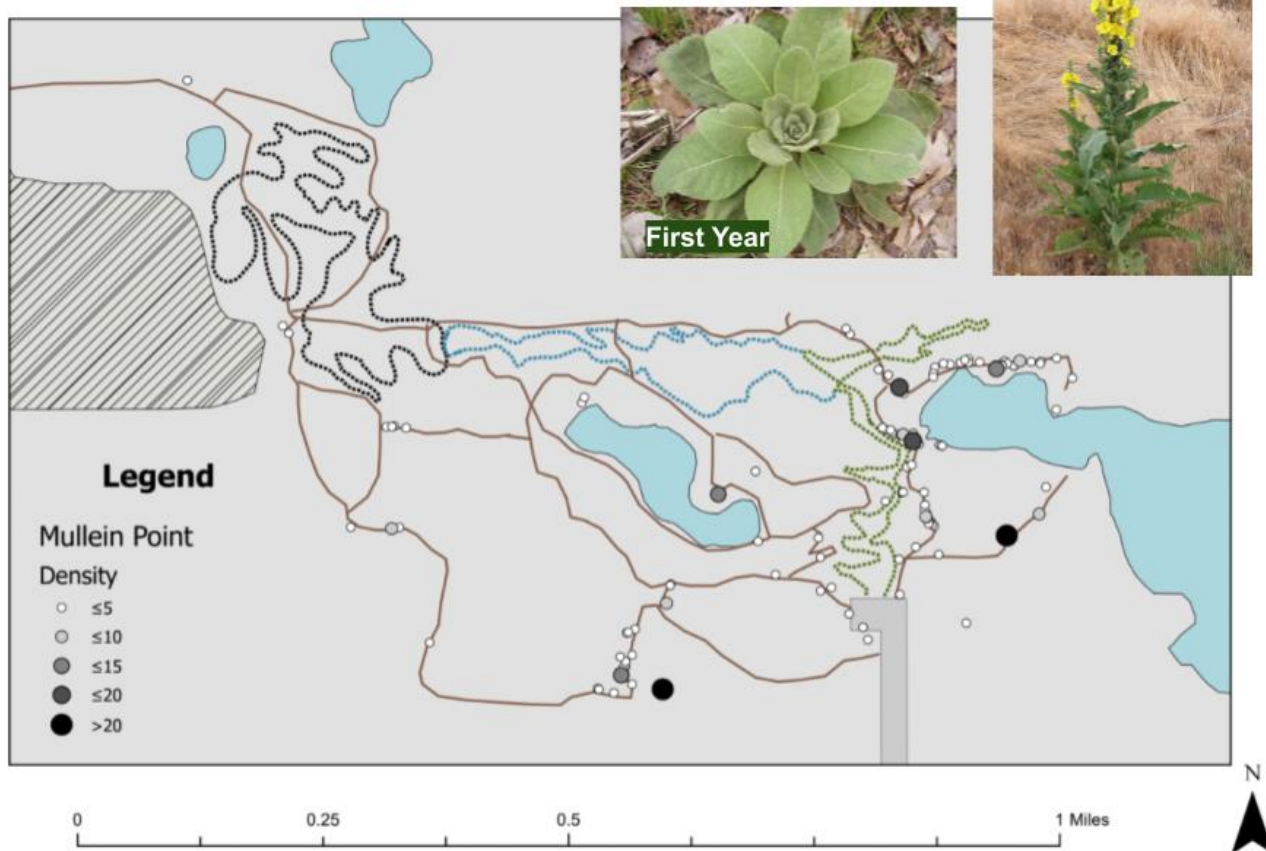 First Year
Legend
Mullein Point
Density
≤5
≤10
≤15
≤20
>20
N
0 0.25 0.5 1 Miles